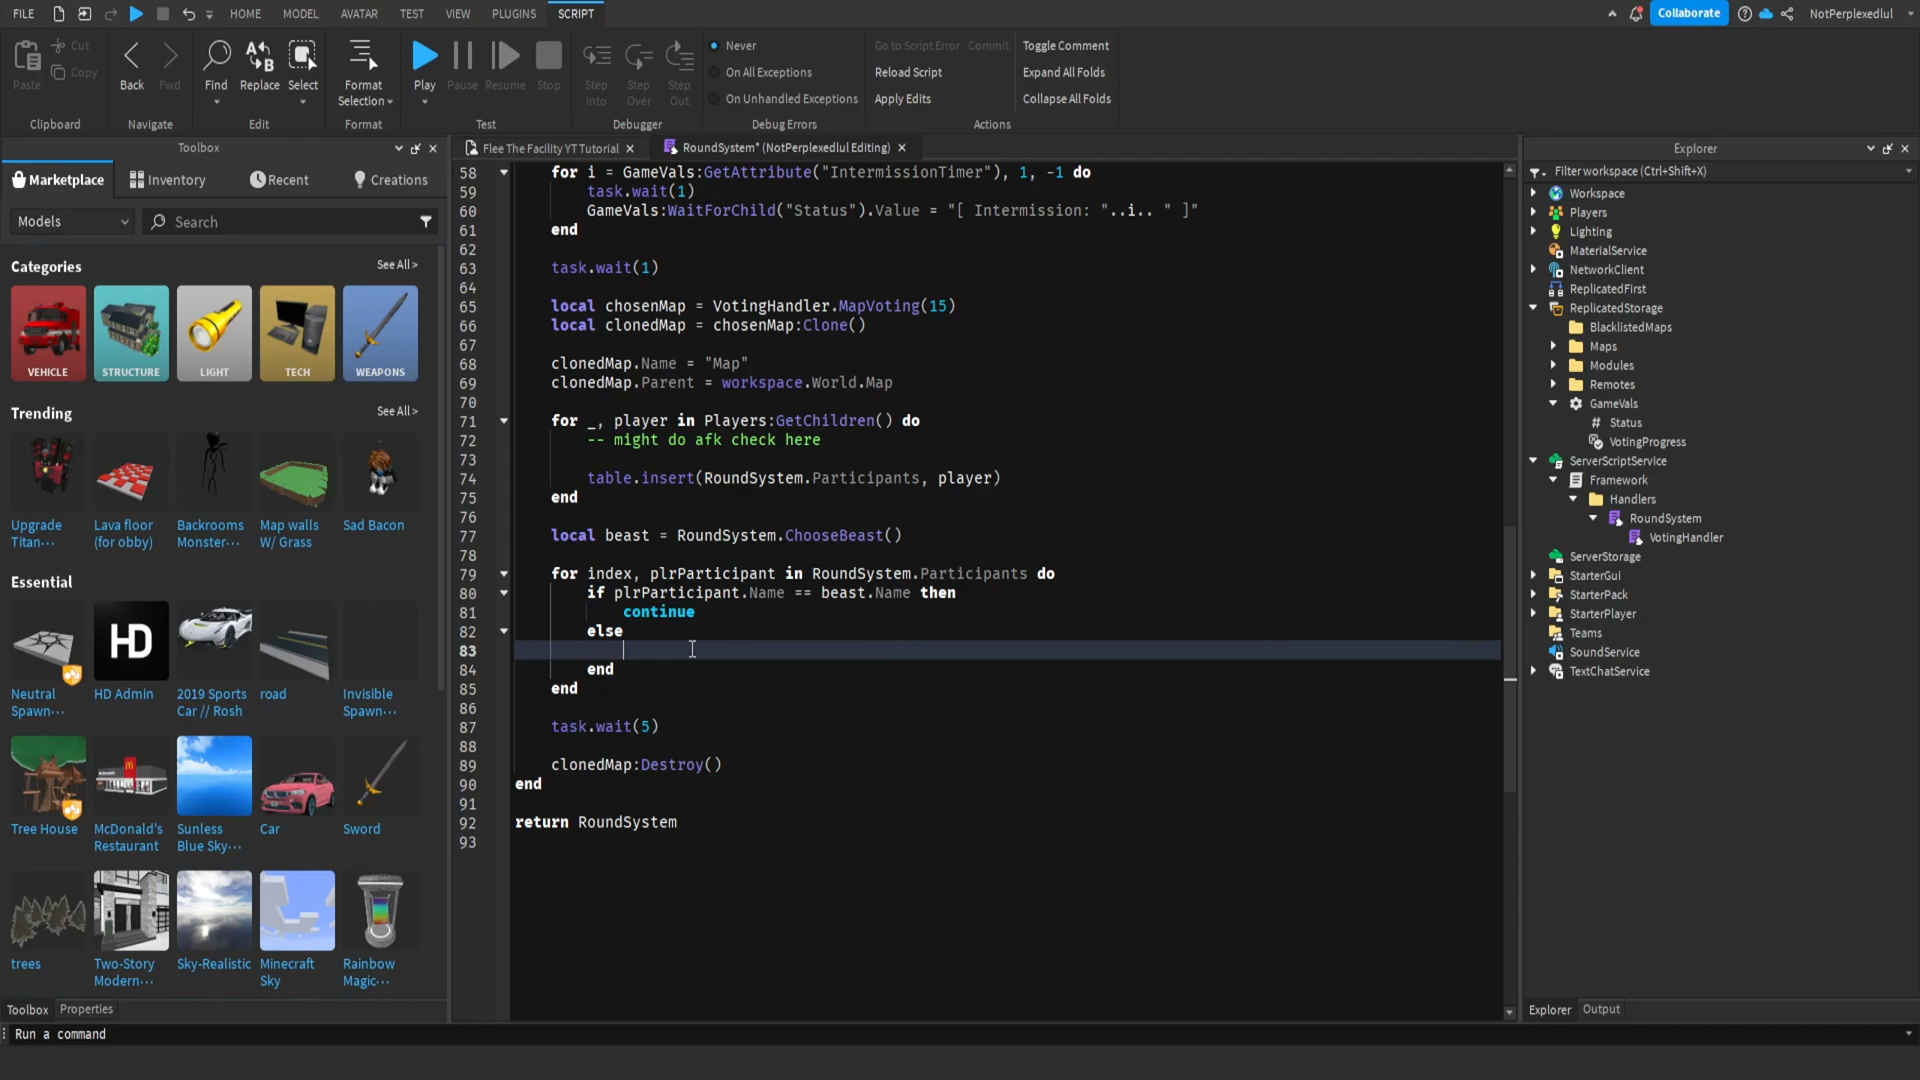 FILE HOME MODEL AVATAR TEST VIEW PLUGINS SCRIPT Collaborate NotPerplexedlul
Paste Cut Copy
Back Fwd
Find Replace Select
Format Selection
Play Pause Resume Stop
Step Into Step Over Step Out
Never
On All Exceptions
On Unhandled Exceptions
Go to Script Error Commit
Reload Script
Apply Edits
Toggle Comment
Expand All Folds
Collapse All Folds
Clipboard Navigate Edit Format Test Debugger Debug Errors Actions
Toolbox
Marketplace Inventory Recent Creations
Models Search
Categories See All >
VEHICLE STRUCTURE LIGHT TECH WEAPONS
Trending See All >
Upgrade Titan··· Lava floor (for obby) Backrooms Monster··· Map walls W/ Grass Sad Bacon
Essential See All >
HD
Neutral Spawn··· HD Admin 2019 Sports Car // Rosh road Invisible Spawn···
Tree House McDonald's Restaurant Sunless Blue Sky··· Car Sword
trees Two-Story Modern··· Sky-Realistic Minecraft Sky Rainbow Magic···
Toolbox Properties
Run a command
Flee The Facility YT Tutorial RoundSystem* (NotPerplexedlul Editing)
58 for i = GameVals:GetAttribute("IntermissionTimer"), 1, -1 do
59 task.wait(1)
60 GameVals:WaitForChild("Status").Value = "[ Intermission: "..i.. " ]"
61 end
62
63 task.wait(1)
64
65 local chosenMap = VotingHandler.MapVoting(15)
66 local clonedMap = chosenMap:Clone()
67
68 clonedMap.Name = "Map"
69 clonedMap.Parent = workspace.World.Map
70
71 for _, player in Players:GetChildren() do
72 -- might do afk check here
73
74 table.insert(RoundSystem.Participants, player)
75 end
76
77 local beast = RoundSystem.ChooseBeast()
78
79 for index, plrParticipant in RoundSystem.Participants do
80 if plrParticipant.Name == beast.Name then
81 continue
82 else
83
84 end
85 end
86
87 task.wait(5)
88
89 clonedMap:Destroy()
90 end
91
92 return RoundSystem
93
Explorer
Filter workspace (Ctrl+Shift+X)
Workspace
Players
Lighting
MaterialService
NetworkClient
ReplicatedFirst
ReplicatedStorage
BlacklistedMaps
Maps
Modules
Remotes
GameVals
Status
VotingProgress
ServerScriptService
Framework
Handlers
RoundSystem
VotingHandler
ServerStorage
StarterGui
StarterPack
StarterPlayer
Teams
SoundService
TextChatService
Explorer Output